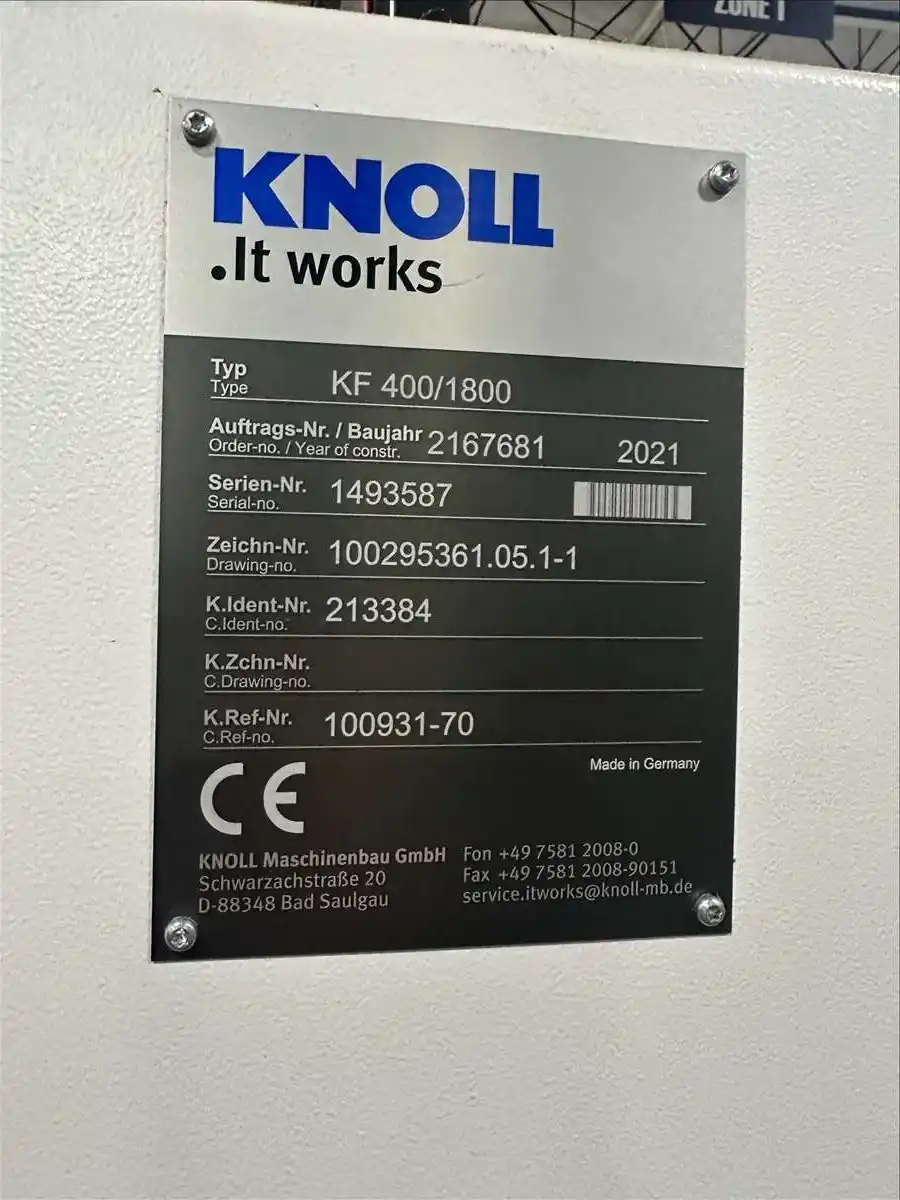 ZONE 1
KNOLL
.It works
Typ
Type
KF 400/1800
Auftrags-Nr. / Baujahr
Order-no. / Year of constr.
2167681 2021
Serien-Nr.
Serial-no.
1493587
Zeichn-Nr.
Drawing-no.
100295361.05.1-1
K.Ident-Nr.
C.Ident-no.
213384
K.Zchn-Nr.
C.Drawing-no.
K.Ref-Nr.
C.Ref-no.
100931-70
Made in Germany
CE
KNOLL Maschinenbau GmbH
Schwarzachstraße 20
D-88348 Bad Saulgau
Fon +49 7581 2008-0
Fax +49 7581 2008-90151
service.itworks@knoll-mb.de